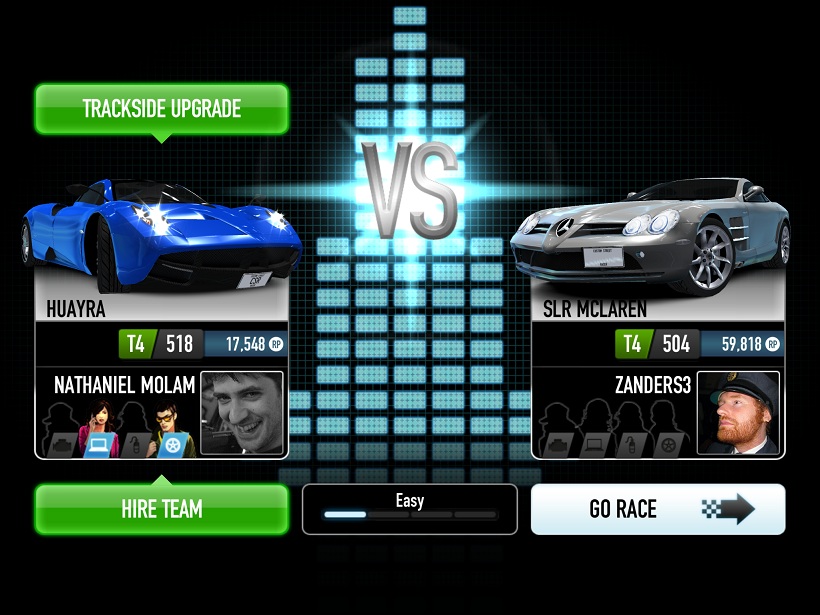 TRACKSIDE UPGRADE
VS
HUAYRA
SLR MCLAREN
T4 518 17,548 RP
T4 504 59,818 RP
NATHANIEL MOLAM
ZANDERS3
HIRE TEAM
Easy
GO RACE
CSR